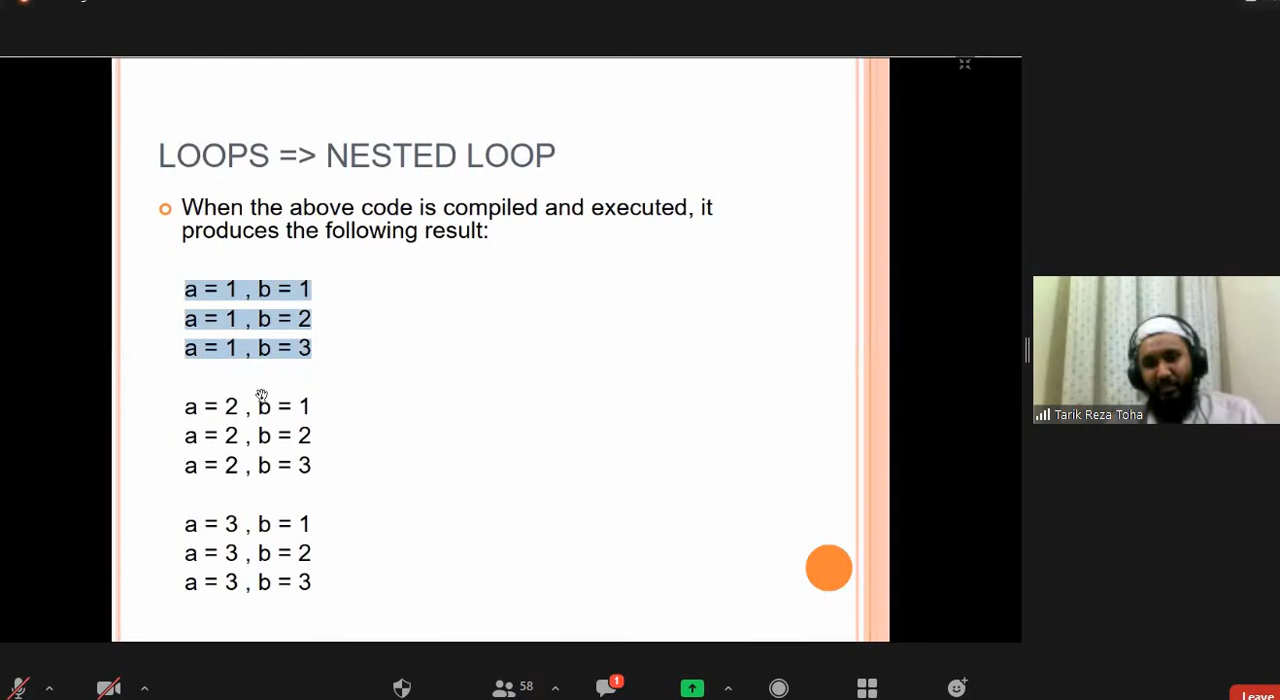 LOOPS => NESTED LOOP
When the above code is compiled and executed, it
produces the following result:
a = 1 , b = 1
a = 1 , b = 2
a = 1 , b = 3
a = 2 , b = 1
a = 2 , b = 2
a = 2 , b = 3
a = 3 , b = 1
a = 3 , b = 2
a = 3 , b = 3
Tarik Reza Toha
58
1
Leave